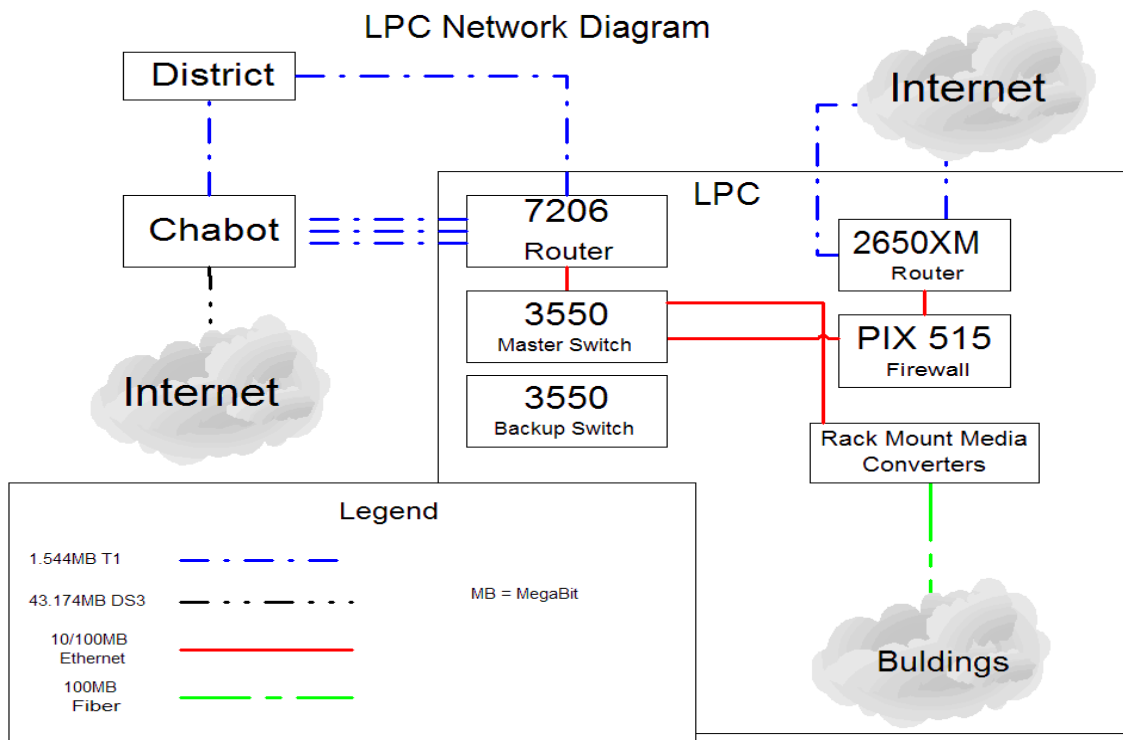 LPC Network Diagram
District
Internet
LPC
Chabot
7206
Router
2650XM
Router
3550
Master Switch
PIX 515
Firewall
Internet
3550
Backup Switch
Rack Mount Media
Converters
Legend
1.544MB T1
MB = MegaBit
43.174MB DS3
10/100MB
Ethernet
100MB
Fiber
Buldings